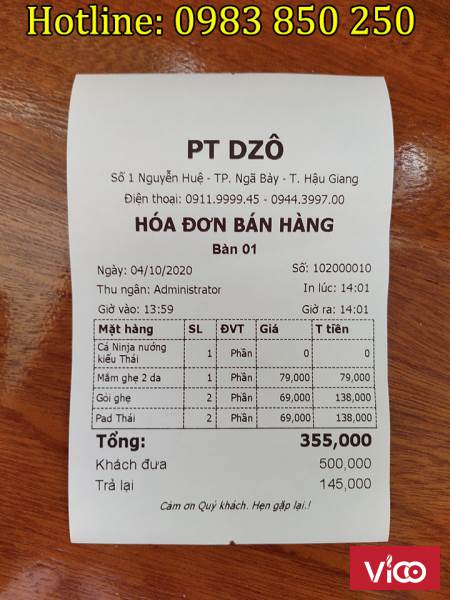 Hotline: 0983 850 250
PT DZÔ
Số 1 Nguyễn Huệ - TP. Ngã Bảy - T. Hậu Giang
Điện thoại: 0911.9999.45 - 0944.3997.00
HÓA ĐƠN BÁN HÀNG
Bàn 01
Ngày: 04/10/2020 Số: 102000010
Thu ngân: Administrator In lúc: 14:01
Giờ vào: 13:59 Giờ ra: 14:01
Mặt hàng SL ĐVT Giá T tiền
Cá Ninja nướng
kiểu Thái 1 Phần 0 0
Mắm ghẹ 2 da 1 Phần 79,000 79,000
Gỏi ghẹ 2 Phần 69,000 138,000
Pad Thái 2 Phần 69,000 138,000
Tổng: 355,000
Khách đưa 500,000
Trả lại 145,000
Cảm ơn Quý khách. Hẹn gặp lại.!
Vioo